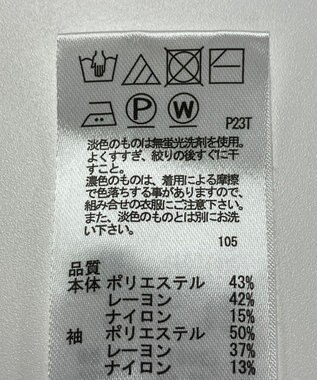 P W P23T
淡色のものは無蛍光洗剤を使用。
よくすすぎ、絞りの後すぐに干
すこと。
濃色のものは、着用による摩擦
で色落ちする事がありますので、
組み合せの衣服にご注意下さい。
また、淡色のものとは別にお洗
い下さい。
105
品質
本体 ポリエステル 43%
レーヨン 42%
ナイロン 15%
袖 ポリエステル 50%
レーヨン 37%
ナイロン 13%